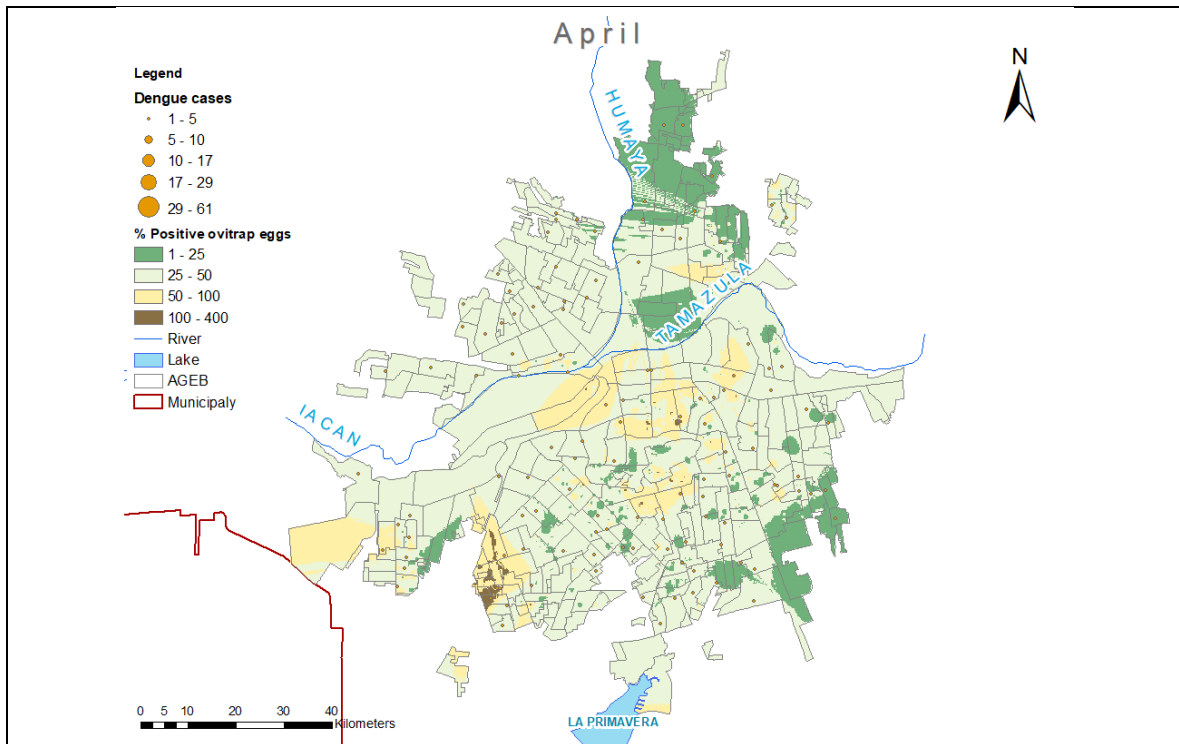 April
N
Legend
Dengue cases
1 - 5
5 - 10
10 - 17
17 - 29
29 - 61
% Positive ovitrap eggs
1 - 25
25 - 50
50 - 100
100 - 400
River
Lake
AGEB
Municipaly
HUMAYA
TAMAZULA
IACAN
LA PRIMAVERA
0 5 10 20 30 40
Kilometers